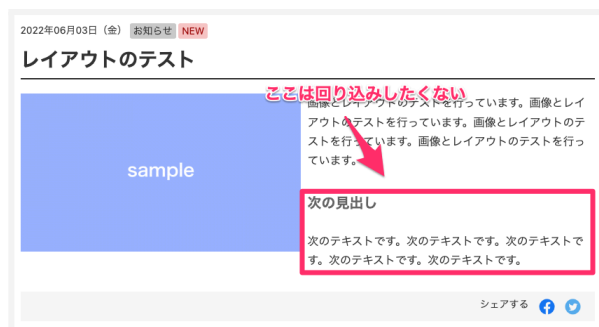 2022年06月03日（金） お知らせ NEW
レイアウトのテスト
ここは回り込みしたくない
sample
画像とレイアウトのテストを行っています。画像とレイ
アウトのテストを行っています。画像とレイアウトのテ
ストを行っています。画像とレイアウトのテストを行っ
ています。
次の見出し
次のテキストです。次のテキストです。次のテキストで
す。次のテキストです。次のテキストです。
シェアする